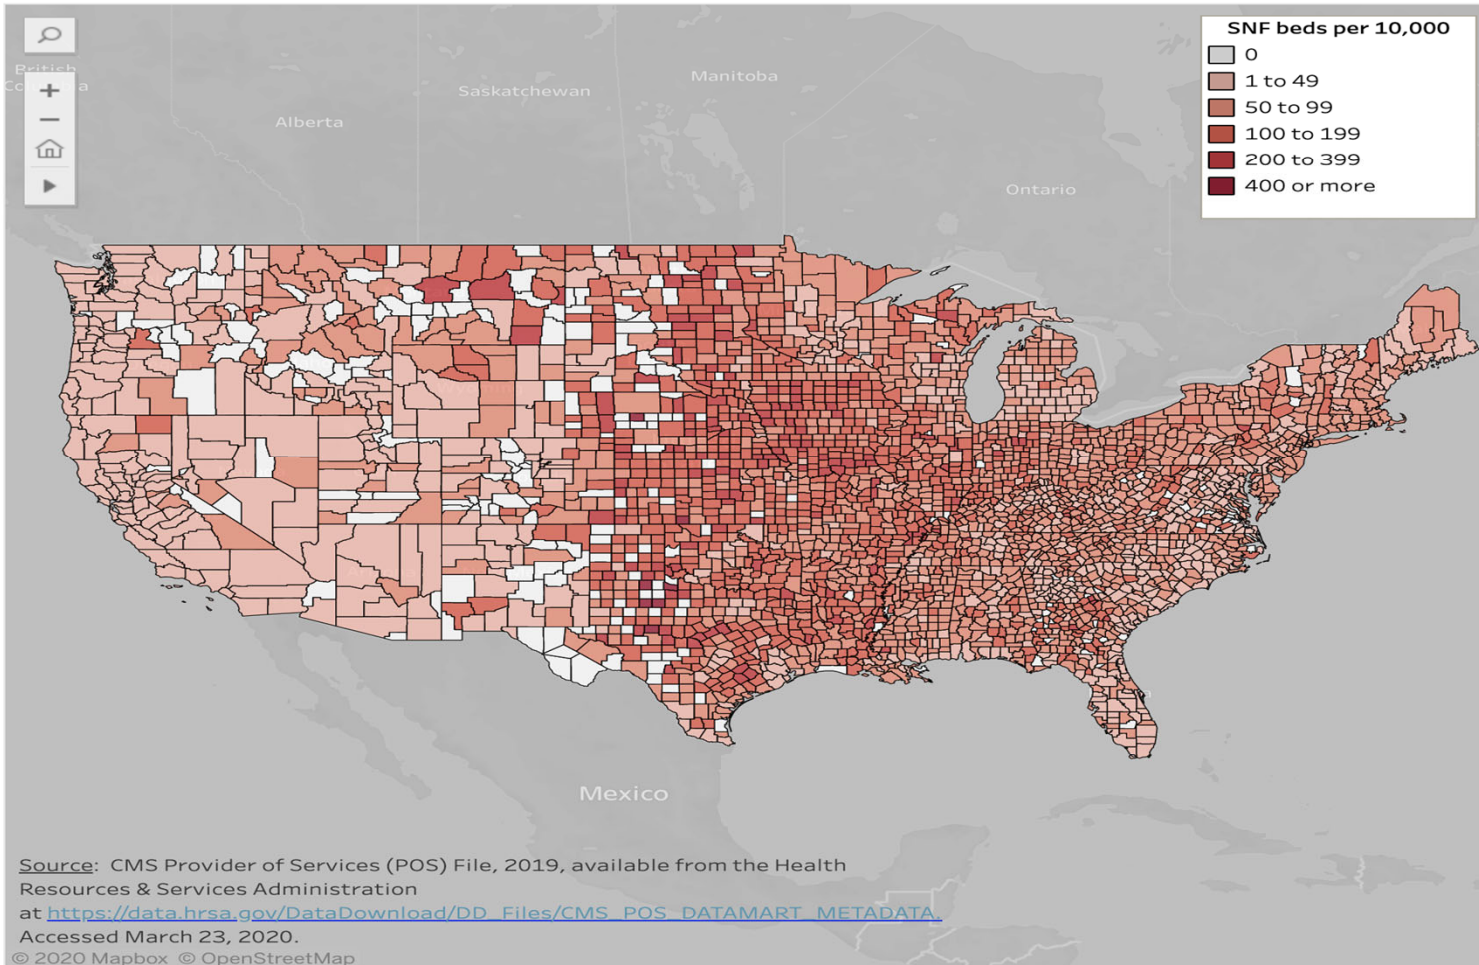 SNF beds per 10,000
0
1 to 49
50 to 99
100 to 199
200 to 399
400 or more
British
Manitoba
Saskatchewan
Alberta
Ontario
Wyoming
Mexico
Source: CMS Provider of Services (POS) File, 2019, available from the Health
Resources & Services Administration
at https://data.hrsa.gov/DataDownload/DD_Files/CMS_POS_DATAMART_METADATA.
Accessed March 23, 2020.
© 2020 Mapbox © OpenStreetMap